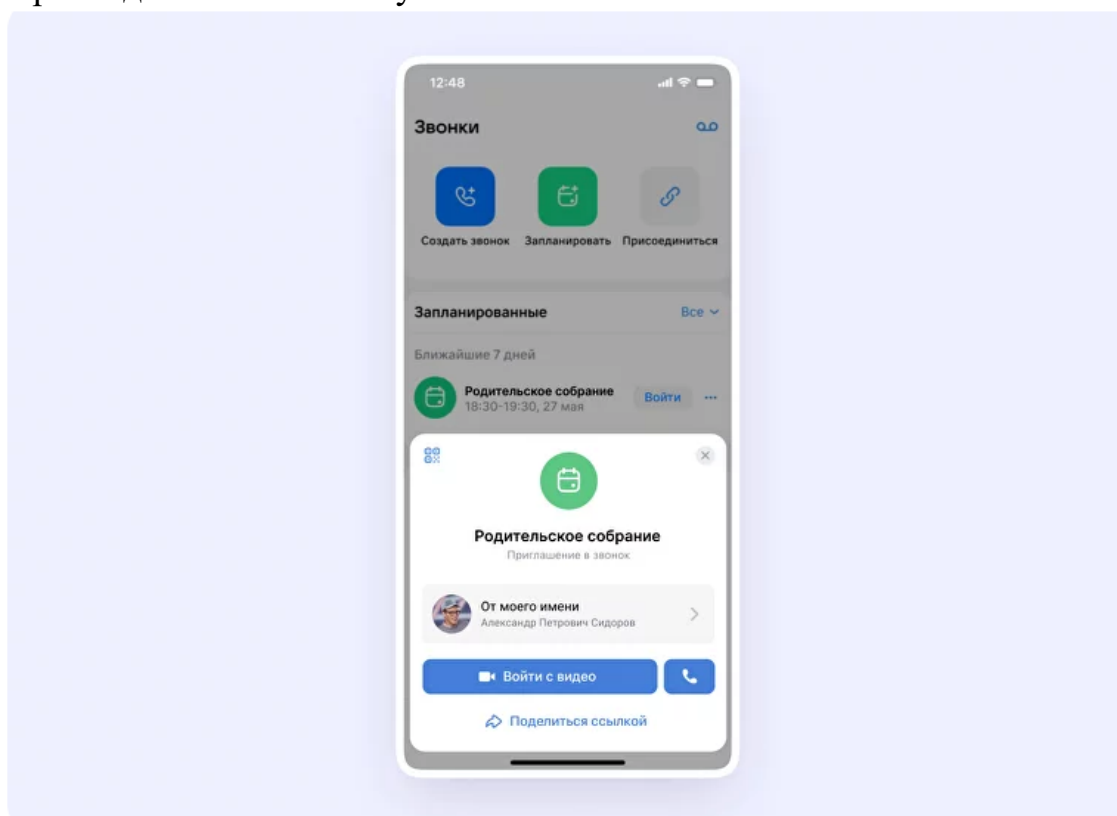 12:48
Звонки
Создать звонок Запланировать Присоединиться
Запланированные Все
Ближайшие 7 дней
Родительское собрание
18:30-19:30, 27 мая
Войти
Родительское собрание
Приглашение в звонок
От моего имени
Александр Петрович Сидоров
Войти с видео
Поделиться ссылкой